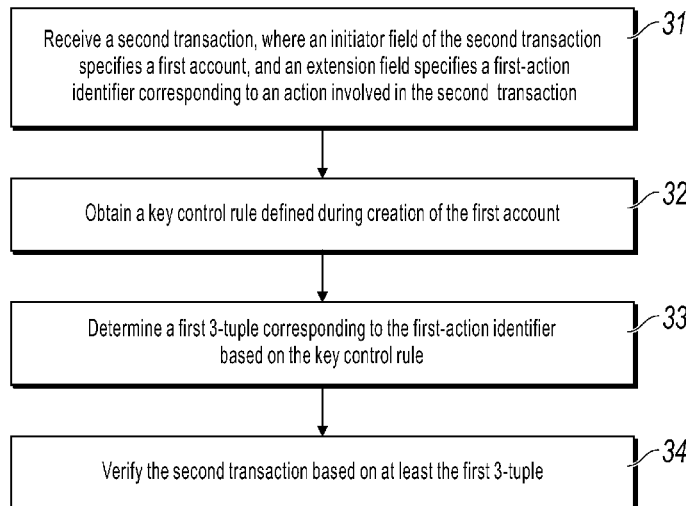 Receive a second transaction, where an initiator field of the second transaction
specifies a first account, and an extension field specifies a first-action
identifier corresponding to an action involved in the second transaction
31
Obtain a key control rule defined during creation of the first account
32
Determine a first 3-tuple corresponding to the first-action identifier
based on the key control rule
33
Verify the second transaction based on at least the first 3-tuple
34